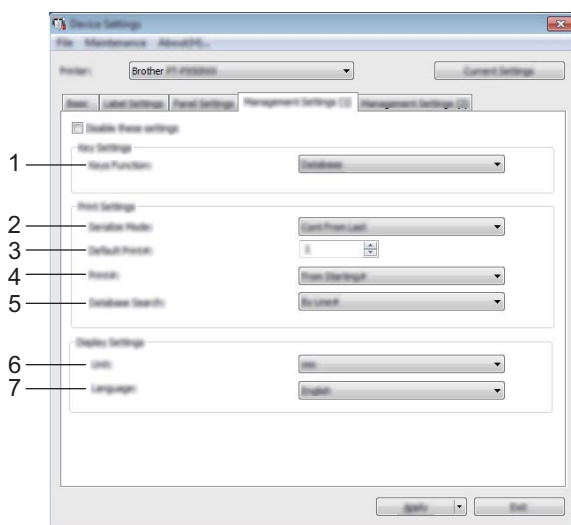 Device Settings
File Maintenance About(H)...
Printer: Brother Current Settings
Basic Label Settings Panel Settings Management Settings (1) Management Settings (2)
Disable these settings
Key Settings
1 Keys Function: Database
Print Settings
2 Serialize Mode: Cont From Last
3 Default Print#: 1
4 Print#: From Starting#
5 Database Search: By Line#
Display Settings
6 Unit:
7 Language: English
Apply Exit